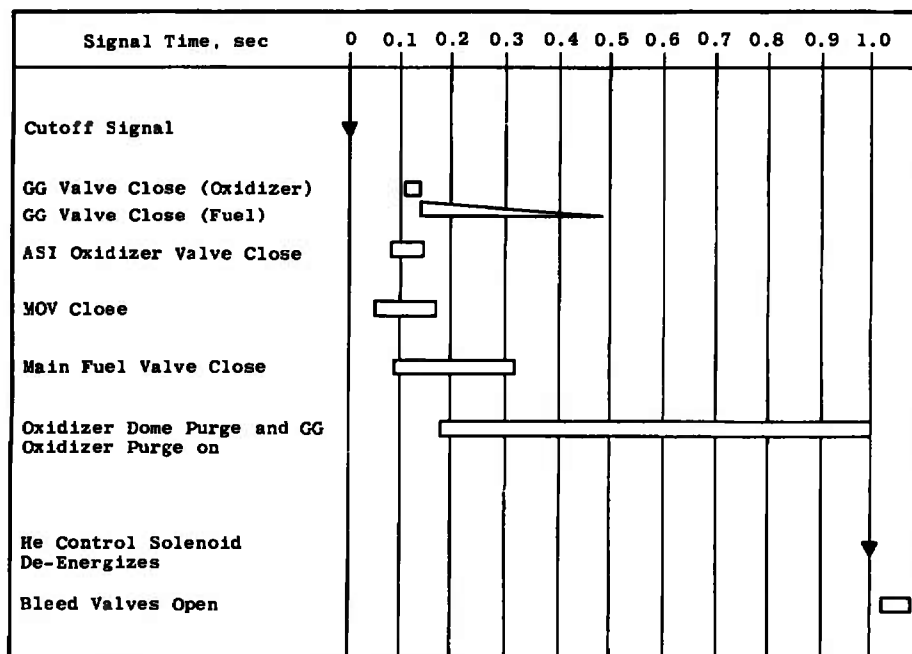 Signal Time, sec 0 0.1 0.2 0.3 0.4 0.5 0.6 0.7 0.8 0.9 1.0
Cutoff Signal
GG Valve Close (Oxidizer)
GG Valve Close (Fuel)
ASI Oxidizer Valve Close
MOV Close
Main Fuel Valve Close
Oxidizer Dome Purge and GG
Oxidizer Purge on
He Control Solenoid
De-Energizes
Bleed Valves Open